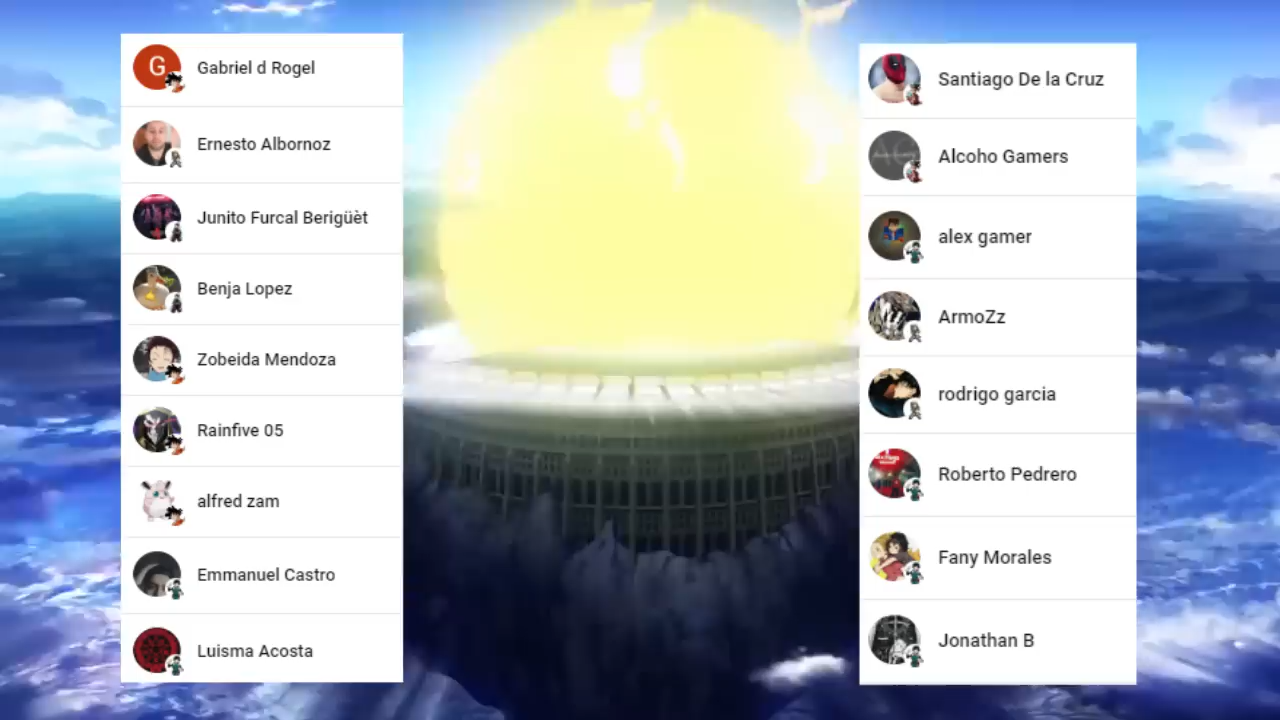 G
Gabriel d Rogel
Ernesto Albornoz
Junito Furcal Berigüèt
Benja Lopez
Zobeida Mendoza
Rainfive 05
alfred zam
Emmanuel Castro
Luisma Acosta
Santiago De la Cruz
Alcoho Gamers
alex gamer
ArmoZz
rodrigo garcia
Roberto Pedrero
Fany Morales
Jonathan B